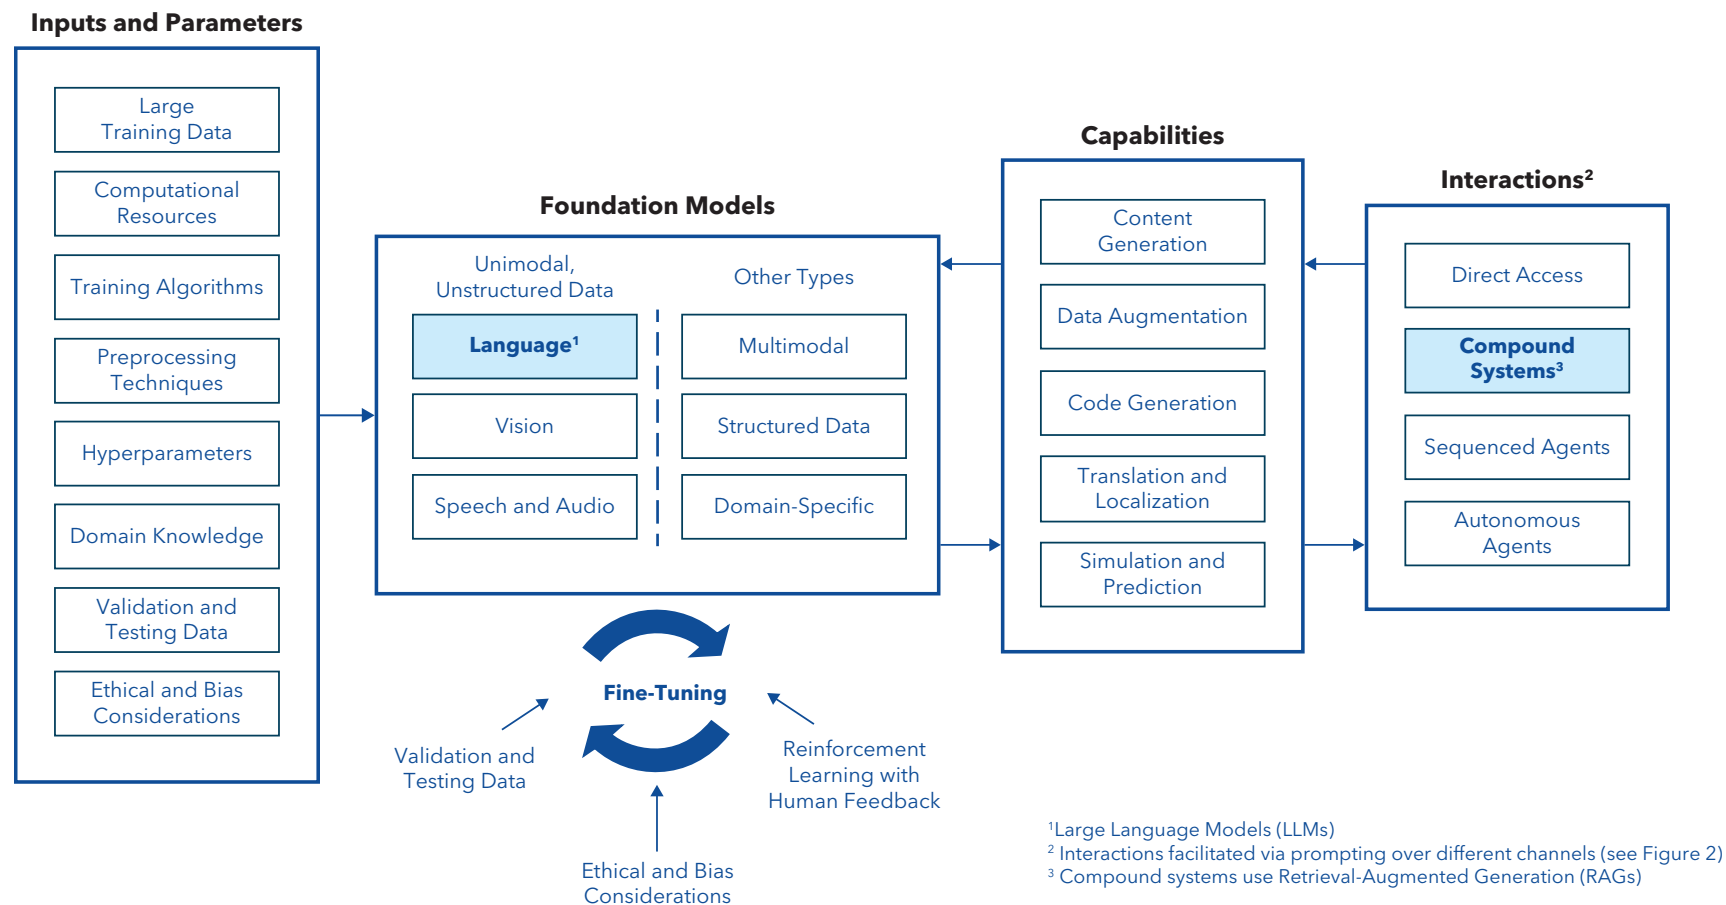 Inputs and Parameters
Large
Training Data
Computational
Resources
Training Algorithms
Preprocessing
Techniques
Hyperparameters
Domain Knowledge
Validation and
Testing Data
Ethical and Bias
Considerations
Foundation Models
Unimodal,
Unstructured Data
Language¹
Vision
Speech and Audio
Other Types
Multimodal
Structured Data
Domain-Specific
Fine-Tuning
Validation and
Testing Data
Ethical and Bias
Considerations
Reinforcement
Learning with
Human Feedback
Capabilities
Content
Generation
Data Augmentation
Code Generation
Translation and
Localization
Simulation and
Prediction
Interactions²
Direct Access
Compound
Systems³
Sequenced Agents
Autonomous
Agents
¹Large Language Models (LLMs)
² Interactions facilitated via prompting over different channels (see Figure 2)
³ Compound systems use Retrieval-Augmented Generation (RAGs)